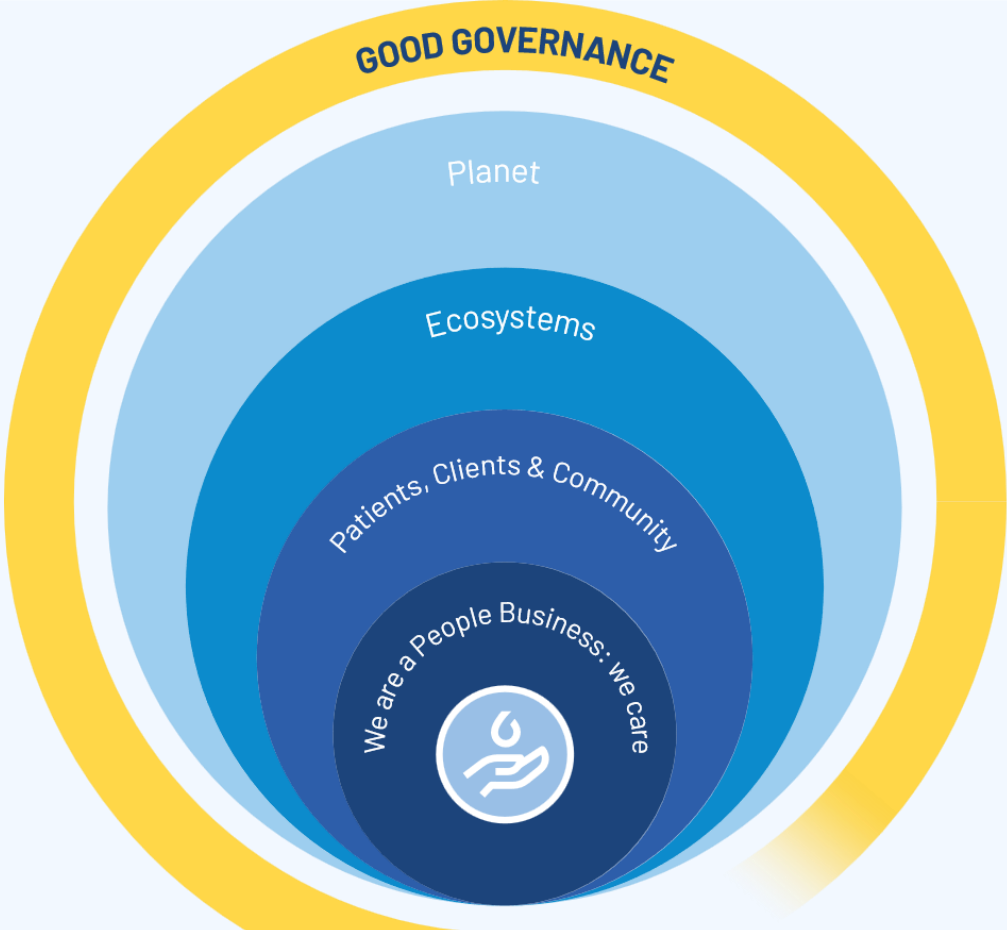 GOOD GOVERNANCE
Planet
Ecosystems
Patients, Clients & Community
We are a People Business: we care